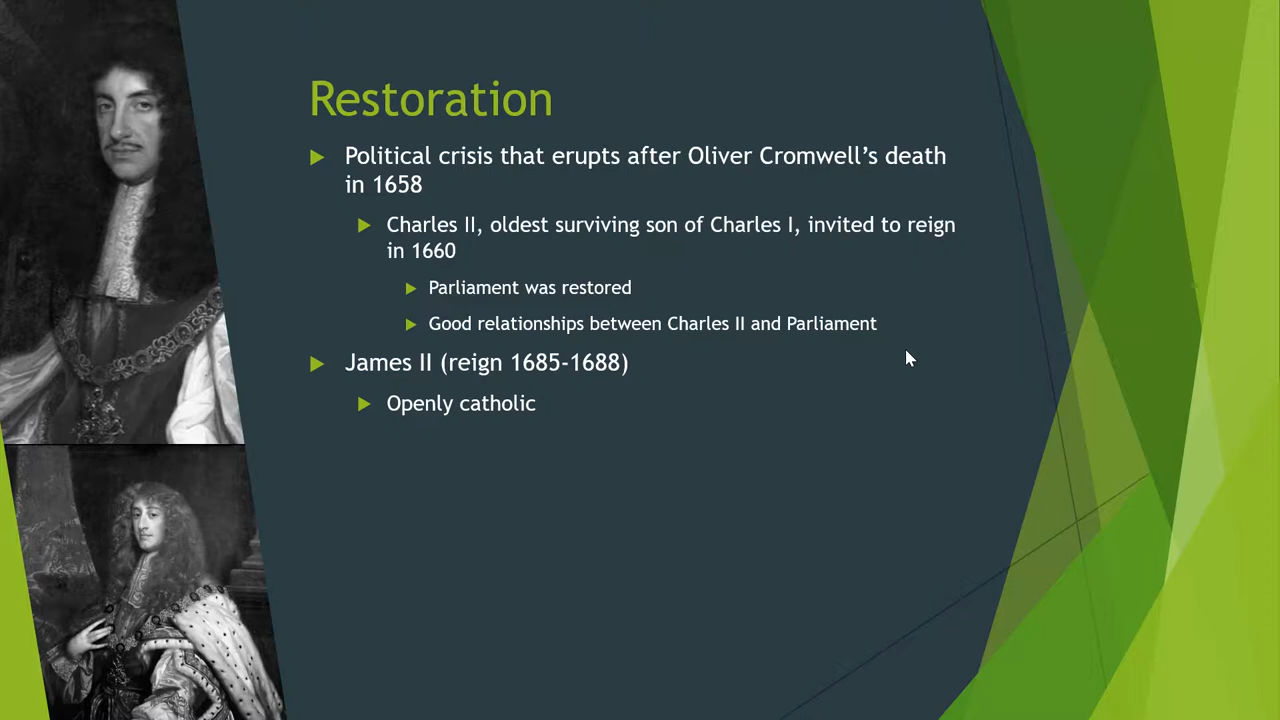 Restoration
Political crisis that erupts after Oliver Cromwell’s death
in 1658
Charles II, oldest surviving son of Charles I, invited to reign
in 1660
Parliament was restored
Good relationships between Charles II and Parliament
James II (reign 1685-1688)
Openly catholic